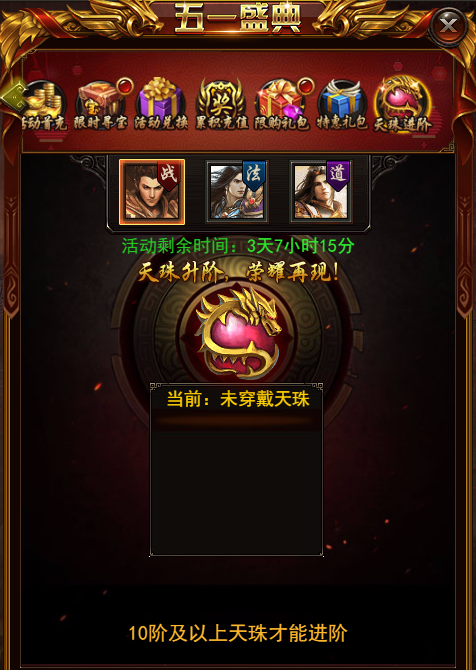 五一盛典
活动首充 限时寻宝 活动兑换 累积充值 限购礼包 特惠礼包 天珠进阶
战 法 道
活动剩余时间：3天7小时15分
天珠升阶，荣耀再现！
当前：未穿戴天珠
10阶及以上天珠才能进阶